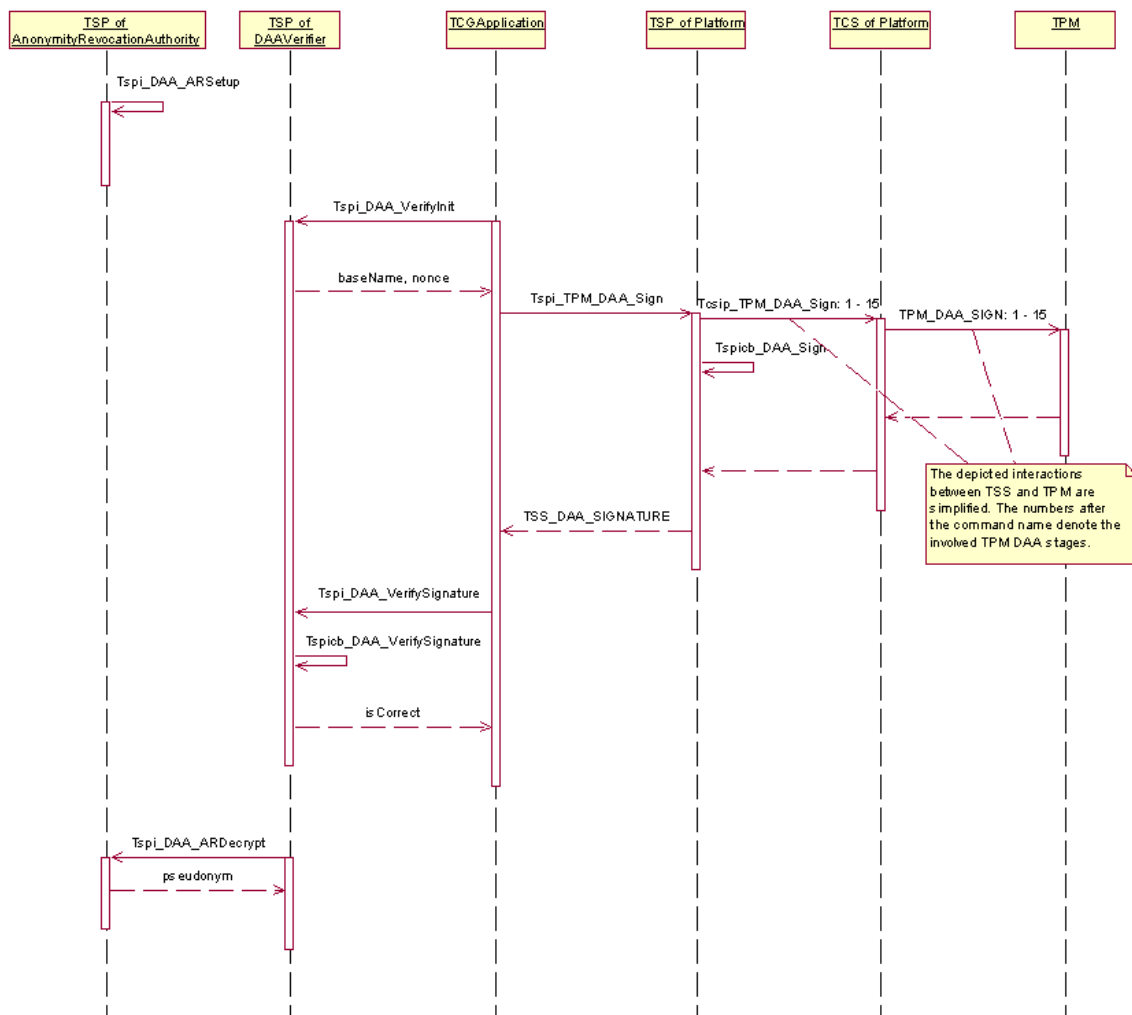 TSP of
AnonymityRevocationAuthority
TSP of
DAAVerifier
TCGApplication
TSP of Platform
TCS of Platform
TPM
Tspi_DAA_ARSetup
Tspi_DAA_VerifyInit
baseName, nonce
Tspi_TPM_DAA_Sign
Tcsip_TPM_DAA_Sign: 1 - 15
TPM_DAA_SIGN: 1 - 15
Tspicb_DAA_Sign
The depicted interactions
between TSS and TPM are
simplified. The numbers after
the command name denote the
involved TPM DAA stages.
TSS_DAA_SIGNATURE
Tspi_DAA_VerifySignature
Tspicb_DAA_VerifySignature
isCorrect
Tspi_DAA_ARDecrypt
pseudonym